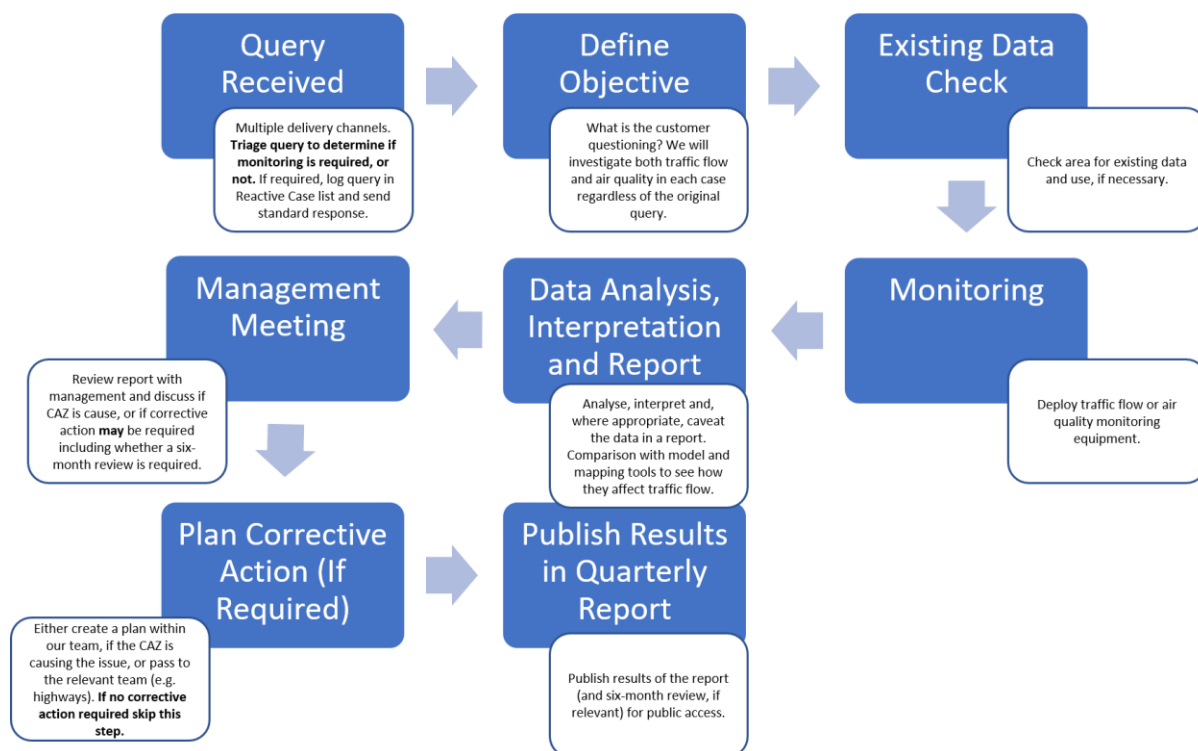 Query
Received
Multiple delivery channels.
Triage query to determine if
monitoring is required, or
not. If required, log query in
Reactive Case list and send
standard response.
Define
Objective
What is the customer
questioning? We will
investigate both traffic flow
and air quality in each case
regardless of the original
query.
Existing Data
Check
Check area for existing data
and use, if necessary.
Monitoring
Deploy traffic flow or air
quality monitoring
equipment.
Data Analysis,
Interpretation
and Report
Analyse, interpret and,
where appropriate, caveat
the data in a report.
Comparison with model and
mapping tools to see how
they affect traffic flow.
Management
Meeting
Review report with
management and discuss if
CAZ is cause, or if corrective
action may be required
including whether a six-
month review is required.
Plan Corrective
Action (If
Required)
Either create a plan within
our team, if the CAZ is
causing the issue, or pass to
the relevant team (e.g.
highways). If no corrective
action required skip this
step.
Publish Results
in Quarterly
Report
Publish results of the report
(and six-month review, if
relevant) for public access.